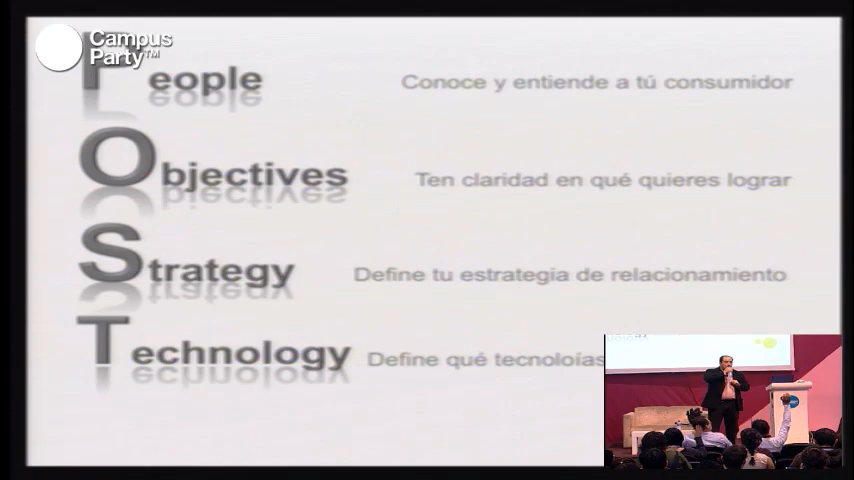 Campus
Party™
People Conoce y entiende a tú consumidor
Objectives Ten claridad en qué quieres lograr
Strategy Define tu estrategia de relacionamiento
Technology Define qué tecnoloías